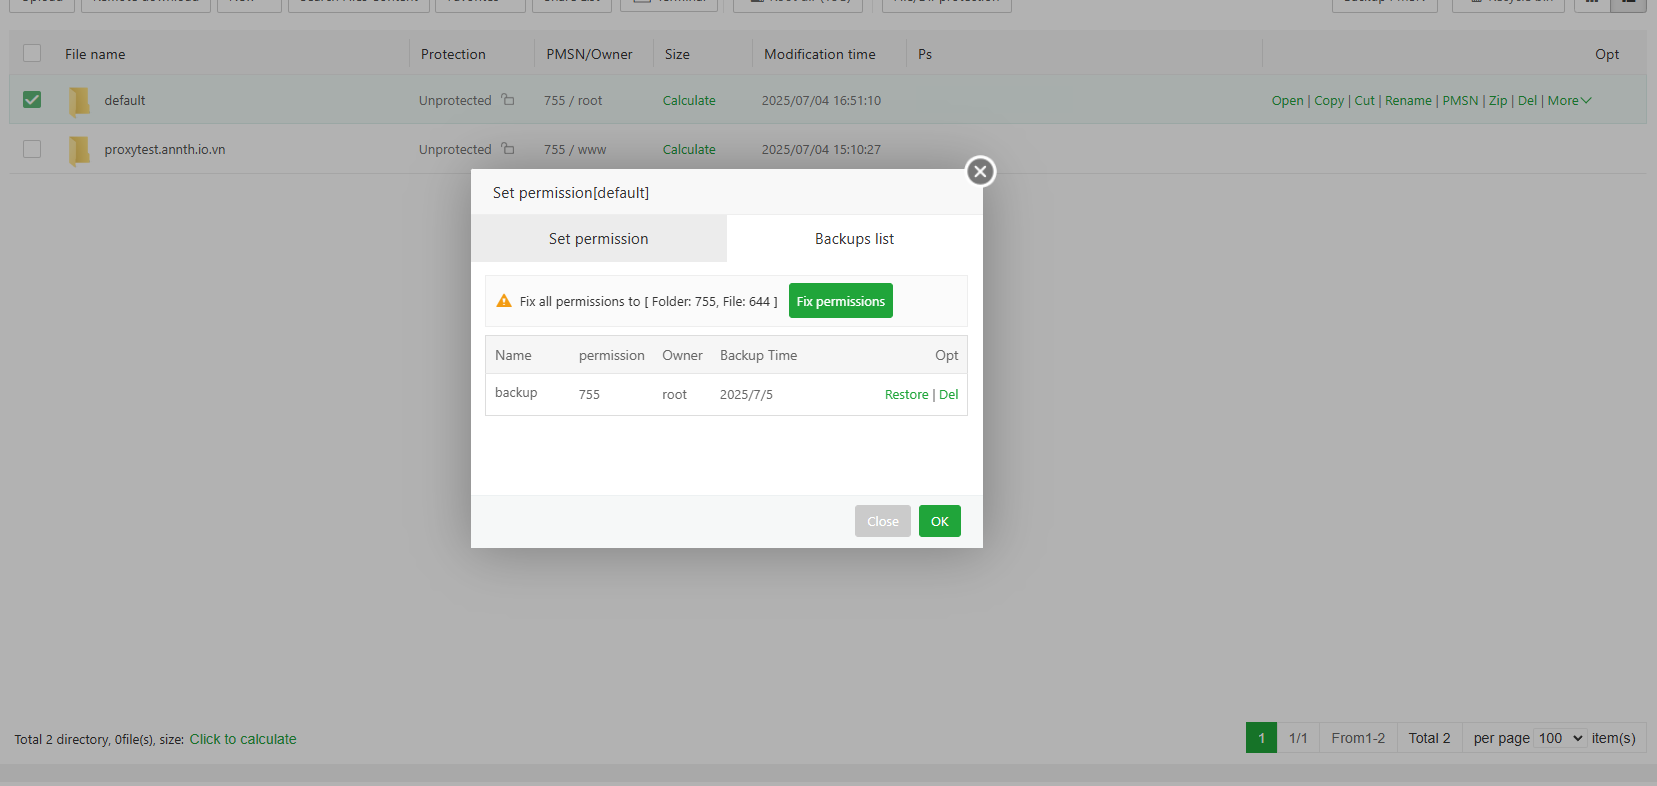 File name Protection PMSN/Owner Size Modification time Ps Opt
default Unprotected 755 / root Calculate 2025/07/04 16:51:10 Open | Copy | Cut | Rename | PMSN | Zip | Del | More
proxytest.annth.io.vn Unprotected 755 / www Calculate 2025/07/04 15:10:27
Set permission[default]
Set permission Backups list
Fix all permissions to [ Folder: 755, File: 644 ] Fix permissions
Name permission Owner Backup Time Opt
backup 755 root 2025/7/5 Restore | Del
Close OK
Total 2 directory, 0file(s), size: Click to calculate 1 1/1 From1-2 Total 2 per page 100 item(s)